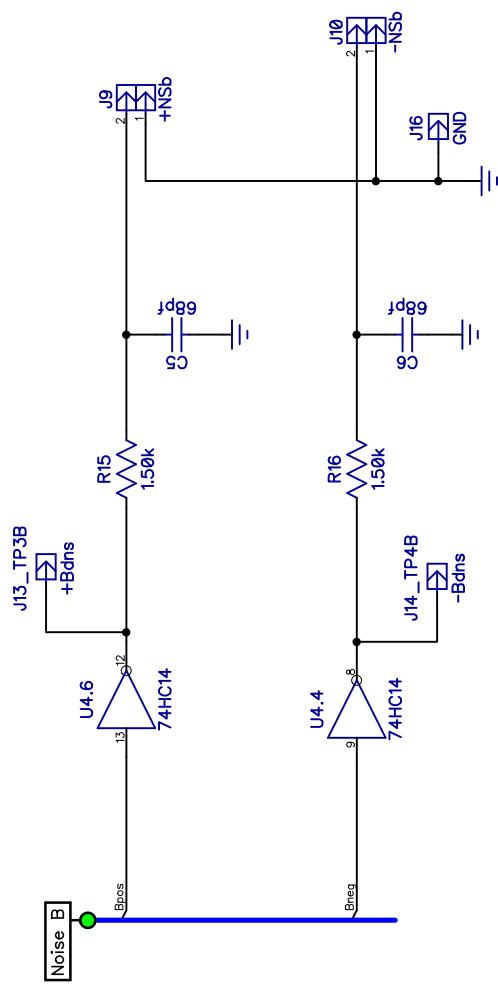 Noise B
Bpos
13
U4.6
74HC14
12
J13_TP3B
+Bdns
R15
1.50k
C5
68pf
J9
+NSb
2
1
Bneg
9
U4.4
74HC14
8
J14_TP4B
-Bdns
R16
1.50k
C6
68pf
J10
-NSb
2
1
J16
GND